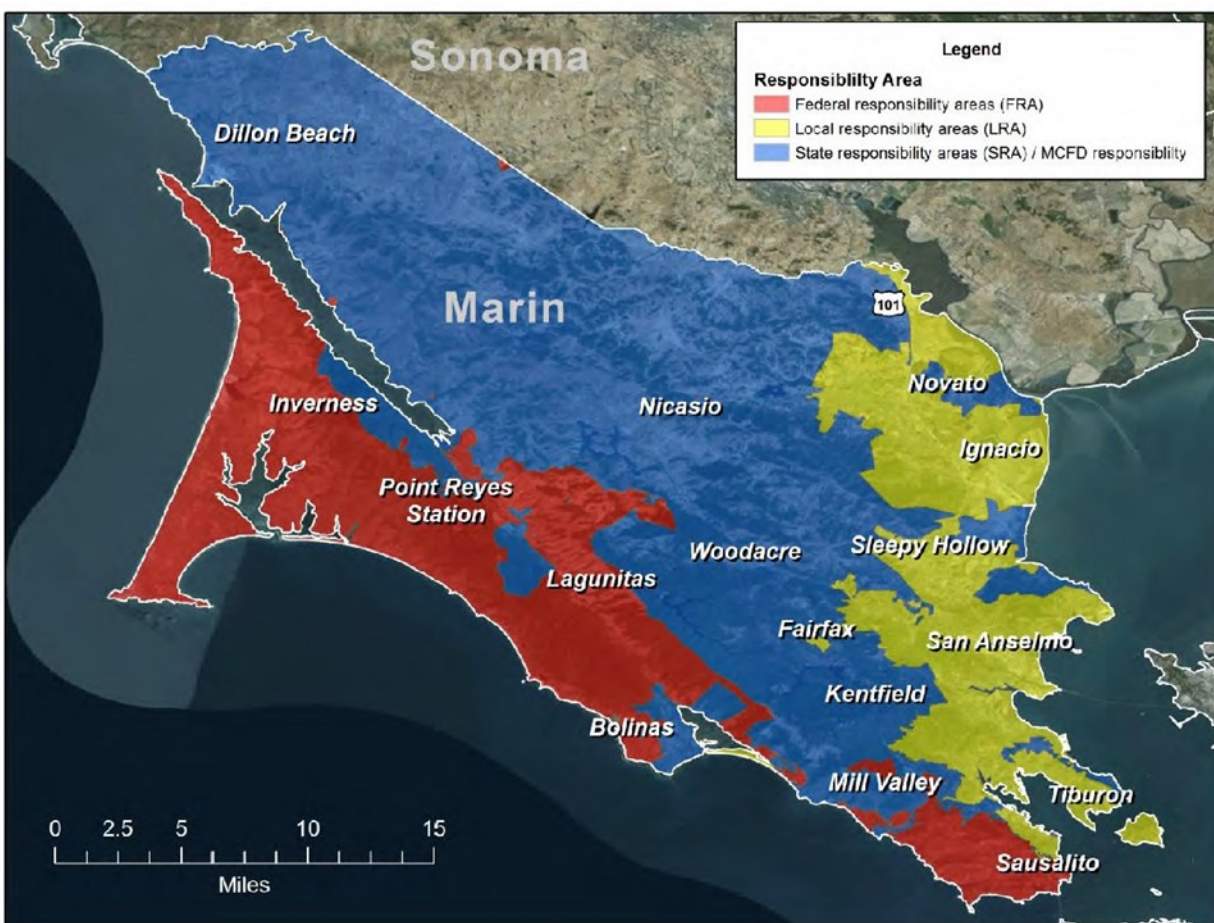 Sonoma
Legend
Responsiblilty Area
Federal responsibility areas (FRA)
Local responsibility areas (LRA)
State responsibility areas (SRA) / MCFD responsiblilty
Dillon Beach
Marin
101
Novato
Inverness
Nicasio
Ignacio
Point Reyes
Station
Woodacre
Sleepy Hollow
Lagunitas
Fairfax
San Anselmo
Kentfield
Bolinas
Mill Valley
Tiburon
Sausalito
0 2.5 5 10 15
Miles